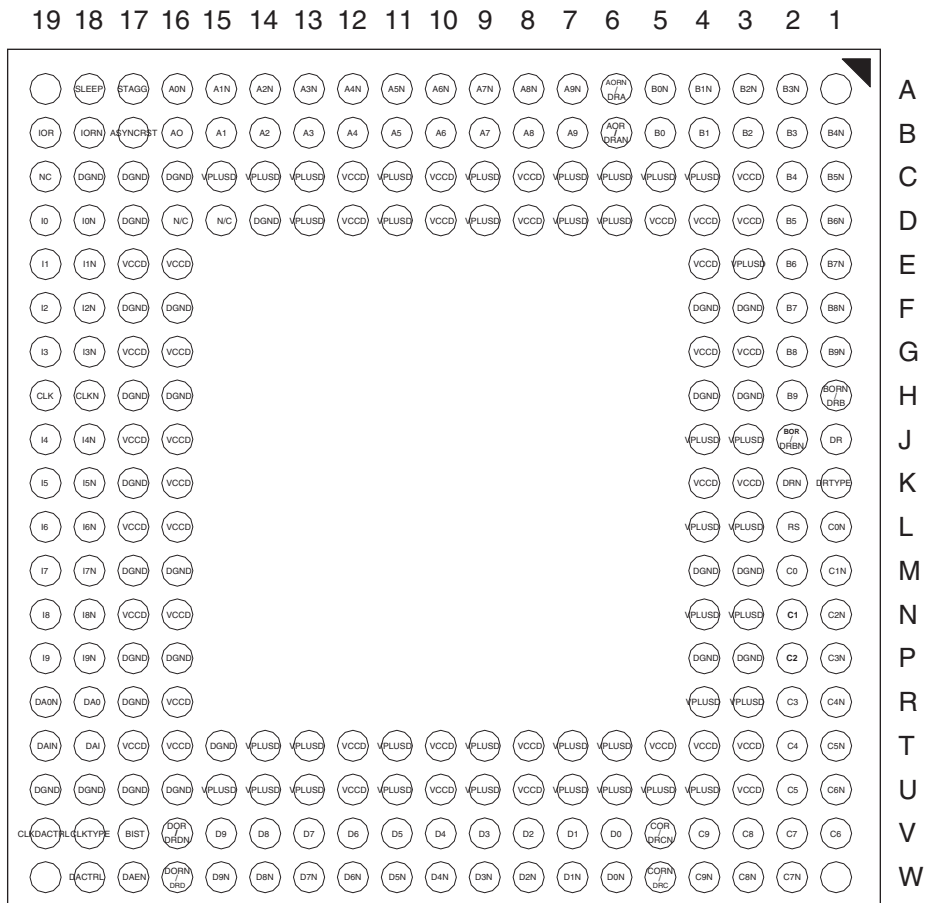 19 18 17 16 15 14 13 12 11 10 9 8 7 6 5 4 3 2 1
SLEEP STAGG A0N A1N A2N A3N A4N A5N A6N A7N A8N A9N AORN / DRA B0N B1N B2N B3N A
IOR IORN ASYNCRST AO A1 A2 A3 A4 A5 A6 A7 A8 A9 AOR / DRAN B0 B1 B2 B3 B4N B
NC DGND DGND DGND VPLUSD VPLUSD VPLUSD VCCD VPLUSD VCCD VPLUSD VCCD VPLUSD VPLUSD VPLUSD VPLUSD VCCD B4 B5N C
I0 I0N DGND N/C N/C DGND VPLUSD VCCD VPLUSD VCCD VPLUSD VCCD VPLUSD VPLUSD VCCD VCCD VCCD B5 B6N D
I1 I1N VCCD VCCD VCCD VPLUSD B6 B7N E
I2 I2N DGND DGND DGND DGND B7 B8N F
I3 I3N VCCD VCCD VCCD VCCD B8 B9N G
CLK CLKN DGND DGND DGND DGND B9 BORN / DRB H
I4 I4N VCCD VCCD VPLUSD VPLUSD BOR / DRBN DR J
I5 I5N DGND VCCD VCCD VCCD DRN DRTYPE K
I6 I6N VCCD VCCD VPLUSD VPLUSD RS C0N L
I7 I7N DGND DGND DGND DGND C0 C1N M
I8 I8N VCCD VCCD VPLUSD VPLUSD C1 C2N N
I9 I9N DGND DGND DGND DGND C2 C3N P
DA0N DA0 DGND VCCD VPLUSD VPLUSD C3 C4N R
DAIN DAI VCCD VCCD DGND VPLUSD VPLUSD VCCD VPLUSD VCCD VPLUSD VCCD VPLUSD VPLUSD VCCD VCCD VCCD C4 C5N T
DGND DGND DGND DGND VPLUSD VPLUSD VPLUSD VCCD VPLUSD VCCD VPLUSD VCCD VPLUSD VPLUSD VPLUSD VPLUSD VCCD C5 C6N U
CLKDACTRL CLKTYPE BIST DOR / DRDN D9 D8 D7 D6 D5 D4 D3 D2 D1 D0 COR / DRCN C9 C8 C7 C6 V
DACTRL DAEN DORN / DRD D9N D8N D7N D6N D5N D4N D3N D2N D1N D0N CORN / DRC C9N C8N C7N W